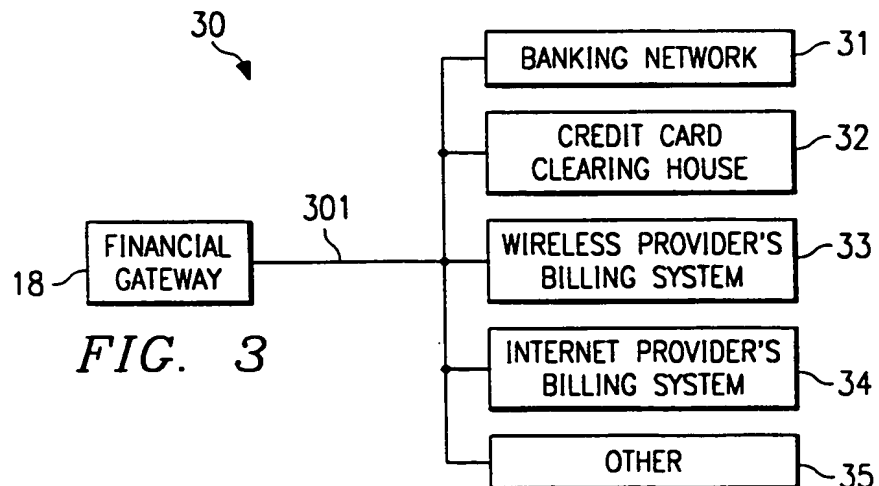 30
BANKING NETWORK
31
CREDIT CARD
CLEARING HOUSE
32
301
FINANCIAL
GATEWAY
18
WIRELESS PROVIDER'S
BILLING SYSTEM
33
FIG. 3
INTERNET PROVIDER'S
BILLING SYSTEM
34
OTHER
35